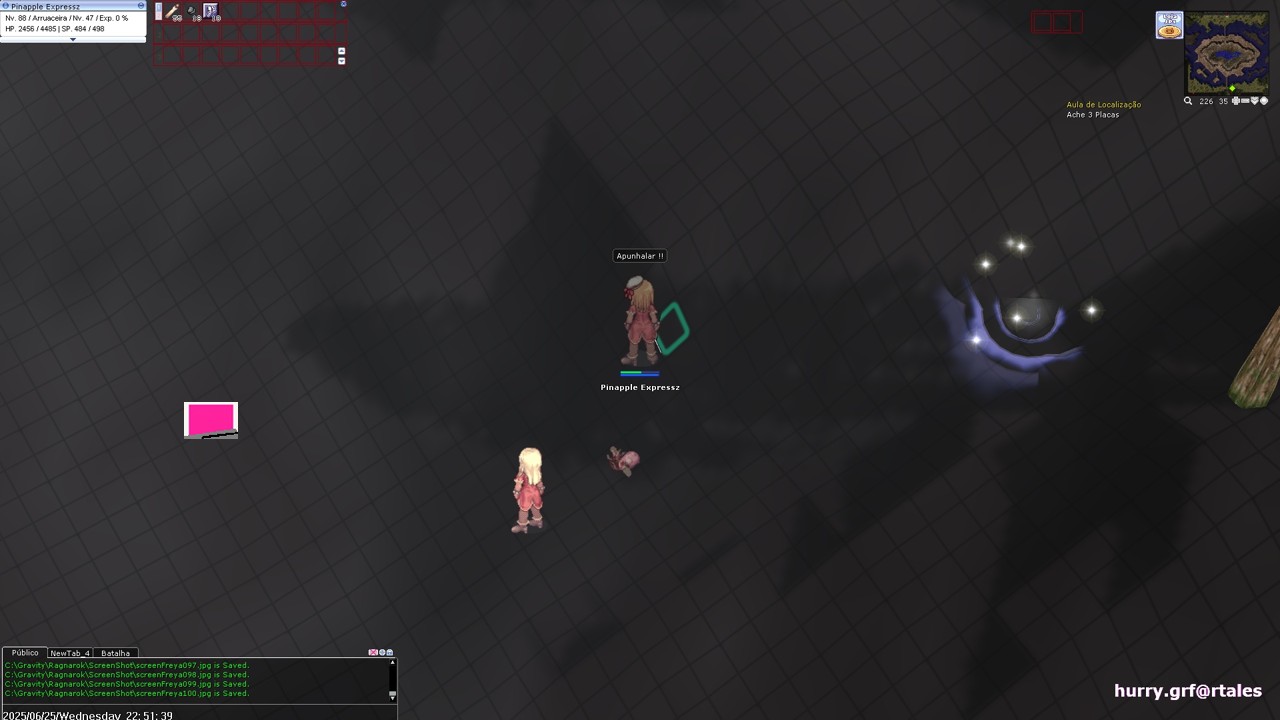 Pinapple Expressz
Nv. 88 / Arruaceira / Nv. 47 / Exp. 0 %
HP. 2456 / 4485 | SP. 484 / 498
226 35
Aula de Localização
Ache 3 Placas
Apunhalar !!
Pinapple Expressz
Público NewTab_4 Batalha
C:\Gravity\Ragnarok\ScreenShot\screenFreya097.jpg is Saved.
C:\Gravity\Ragnarok\ScreenShot\screenFreya098.jpg is Saved.
C:\Gravity\Ragnarok\ScreenShot\screenFreya099.jpg is Saved.
C:\Gravity\Ragnarok\ScreenShot\screenFreya100.jpg is Saved.
2025/06/25/Wednesday 22:51:39
hurry.grf@rtales